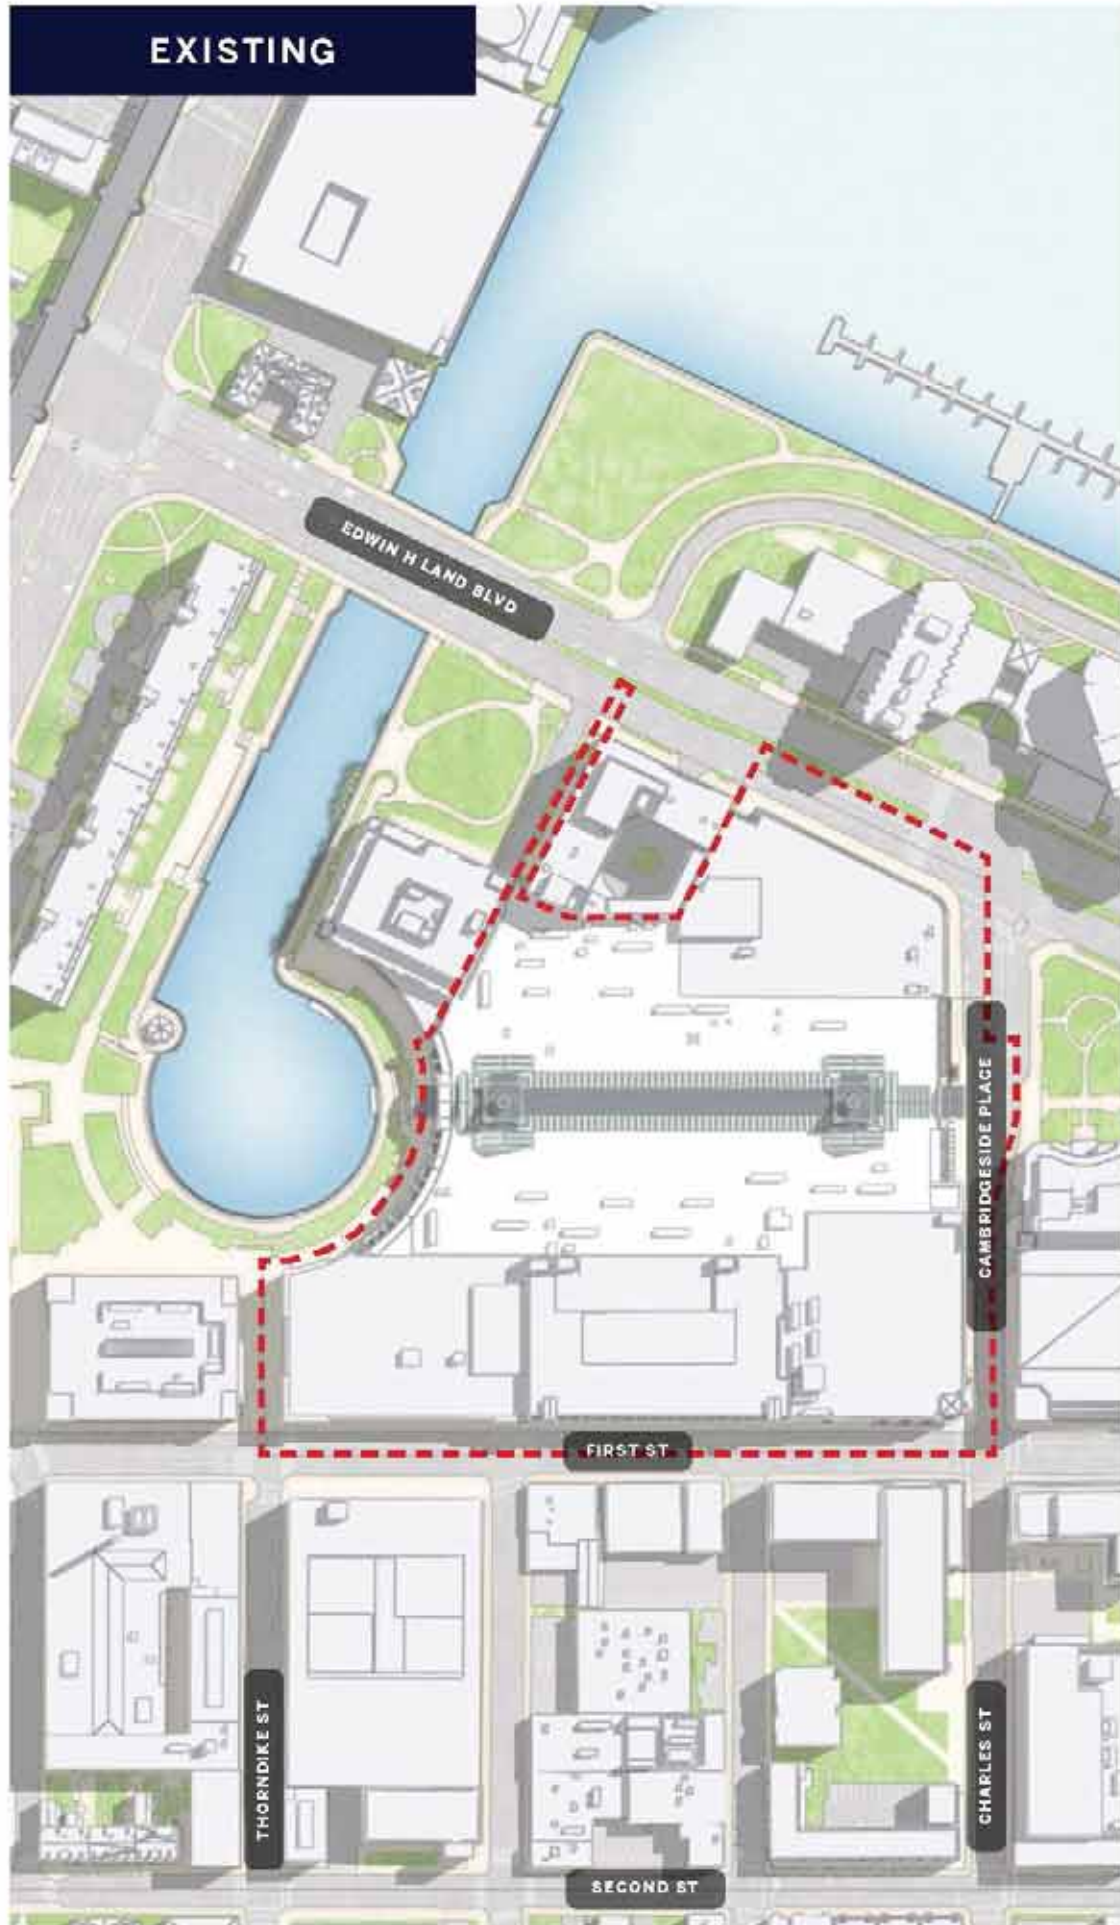 EXISTING
EDWIN H LAND BLVD
CAMBRIDGESIDE PLACE
FIRST ST
THORNDIKE ST
CHARLES ST
SECOND ST